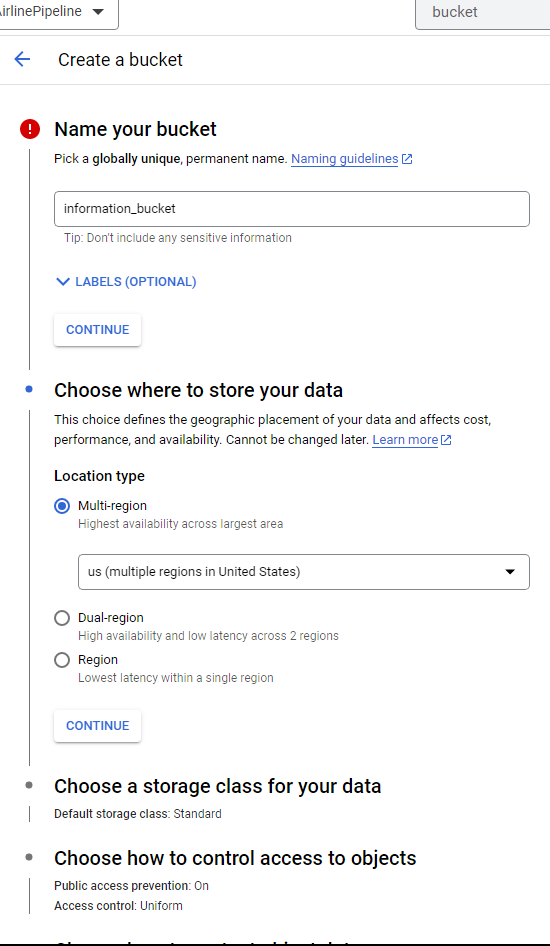 AirlinePipeline
bucket
Create a bucket
Name your bucket
Pick a globally unique, permanent name. Naming guidelines
information_bucket
Tip: Don't include any sensitive information
LABELS (OPTIONAL)
CONTINUE
Choose where to store your data
This choice defines the geographic placement of your data and affects cost,
performance, and availability. Cannot be changed later. Learn more
Location type
Multi-region
Highest availability across largest area
us (multiple regions in United States)
Dual-region
High availability and low latency across 2 regions
Region
Lowest latency within a single region
CONTINUE
Choose a storage class for your data
Default storage class: Standard
Choose how to control access to objects
Public access prevention: On
Access control: Uniform